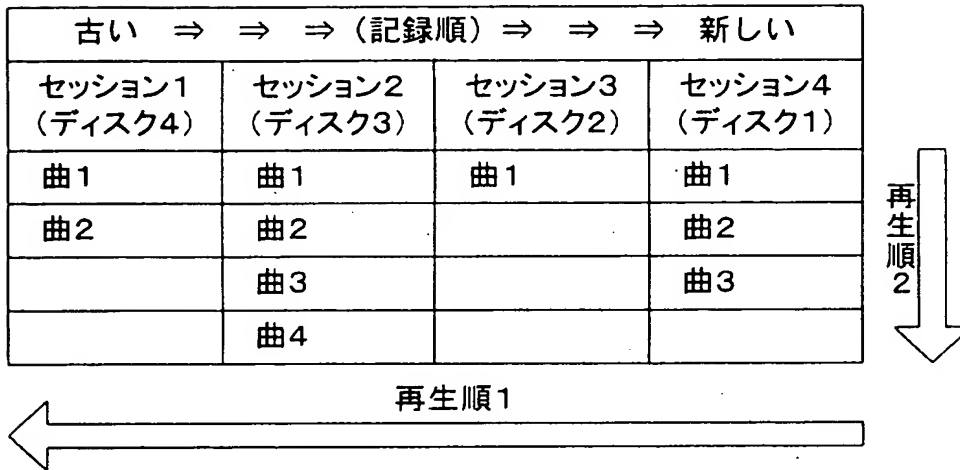 古い ⇒ ⇒ ⇒(記録順)⇒ ⇒ ⇒ 新しい
セッション1 セッション2 セッション3 セッション4
(ディスク4) (ディスク3) (ディスク2) (ディスク1)
曲1 曲1 曲1 曲1
曲2 曲2 曲2
曲3 曲3
曲4
再生順2
再生順1